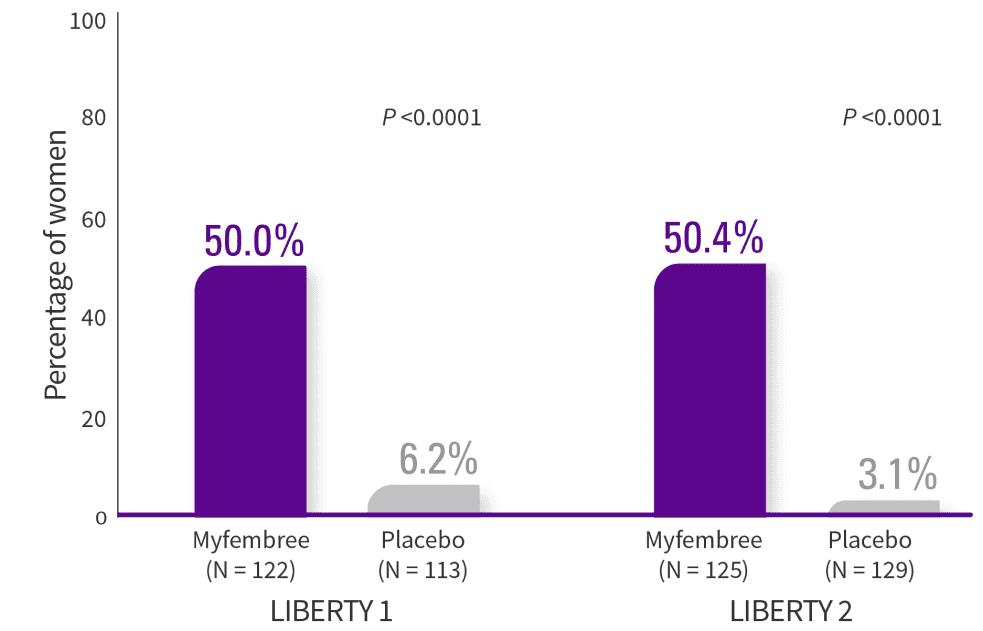 Percentage of women
100
80
60
40
20
0
P <0.0001
P <0.0001
50.0%
6.2%
50.4%
3.1%
Myfembree
(N = 122)
Placebo
(N = 113)
Myfembree
(N = 125)
Placebo
(N = 129)
LIBERTY 1
LIBERTY 2